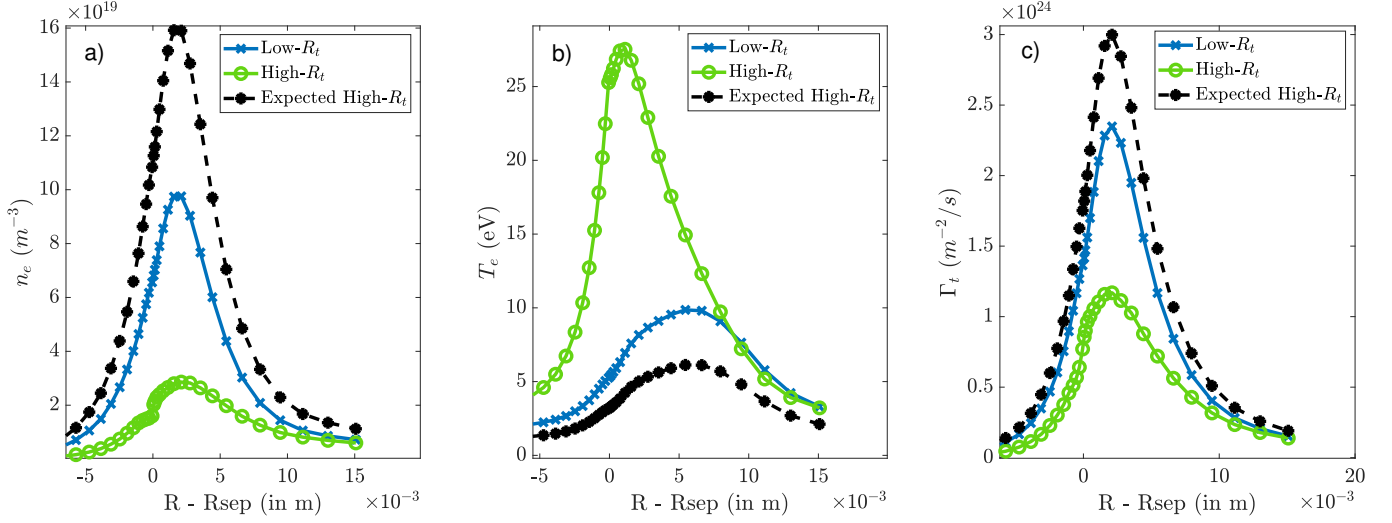 ×10^19
a)
Low-R_t
High-R_t
Expected High-R_t
16
14
12
10
8
6
4
2
n_e (m^{-3})
-5
0
5
10
15
R - Rsep (in m)
×10^{-3}
b)
Low-R_t
High-R_t
Expected High-R_t
25
20
15
10
5
0
T_e (eV)
-5
0
5
10
15
R - Rsep (in m)
×10^{-3}
×10^24
c)
Low-R_t
High-R_t
Expected High-R_t
3
2.5
2
1.5
1
0.5
0
Γ_t (m^{-2}/s)
0
10
20
R - Rsep (in m)
×10^{-3}